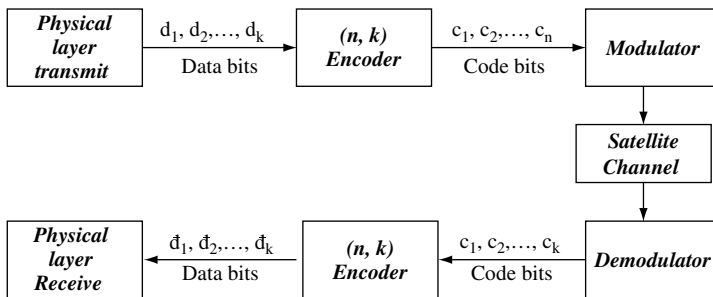 Physical
layer
transmit
d₁, d₂,…, dₖ
Data bits
(n, k)
Encoder
c₁, c₂,…, cₙ
Code bits
Modulator
Satellite
Channel
Physical
layer
Receive
đ₁, đ₂,…, đₖ
Data bits
(n, k)
Encoder
c₁, c₂,…, cₖ
Code bits
Demodulator